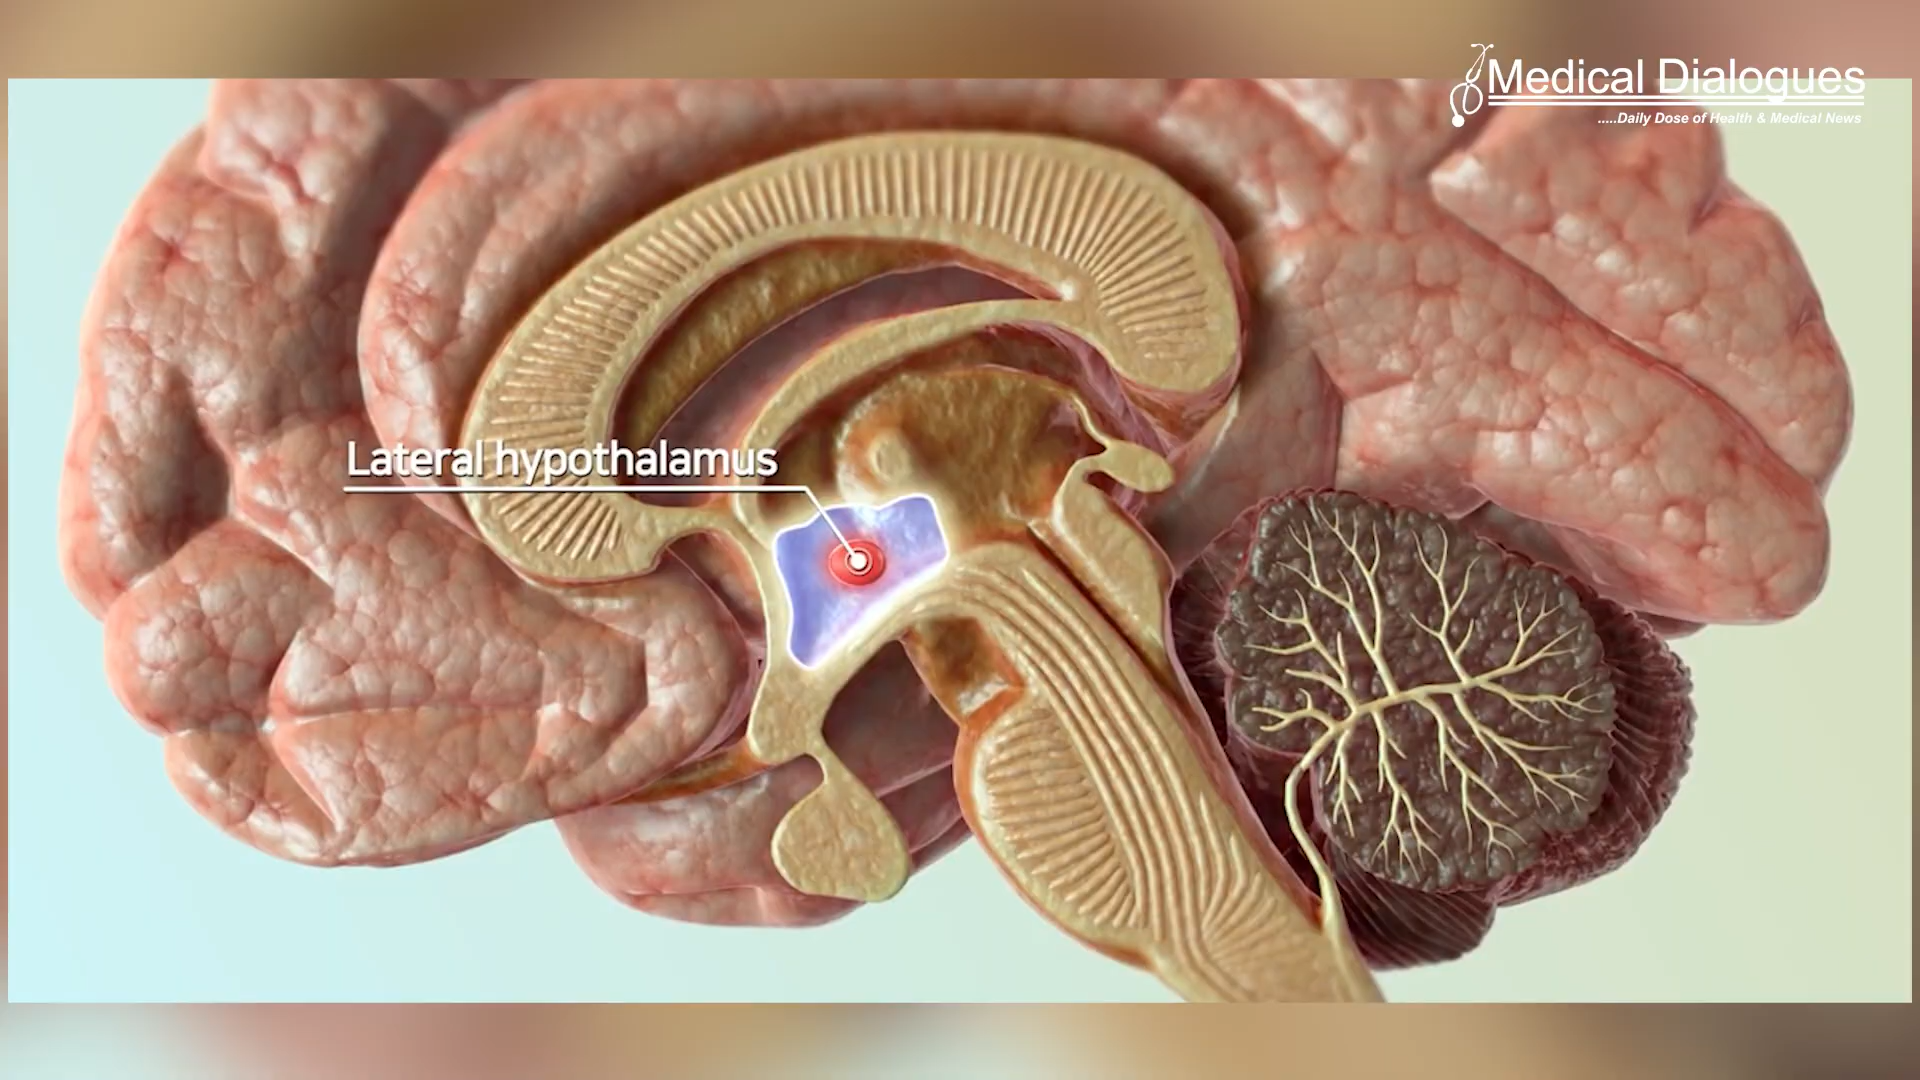 Medical Dialogues
.....Daily Dose of Health & Medical News
Lateral hypothalamus